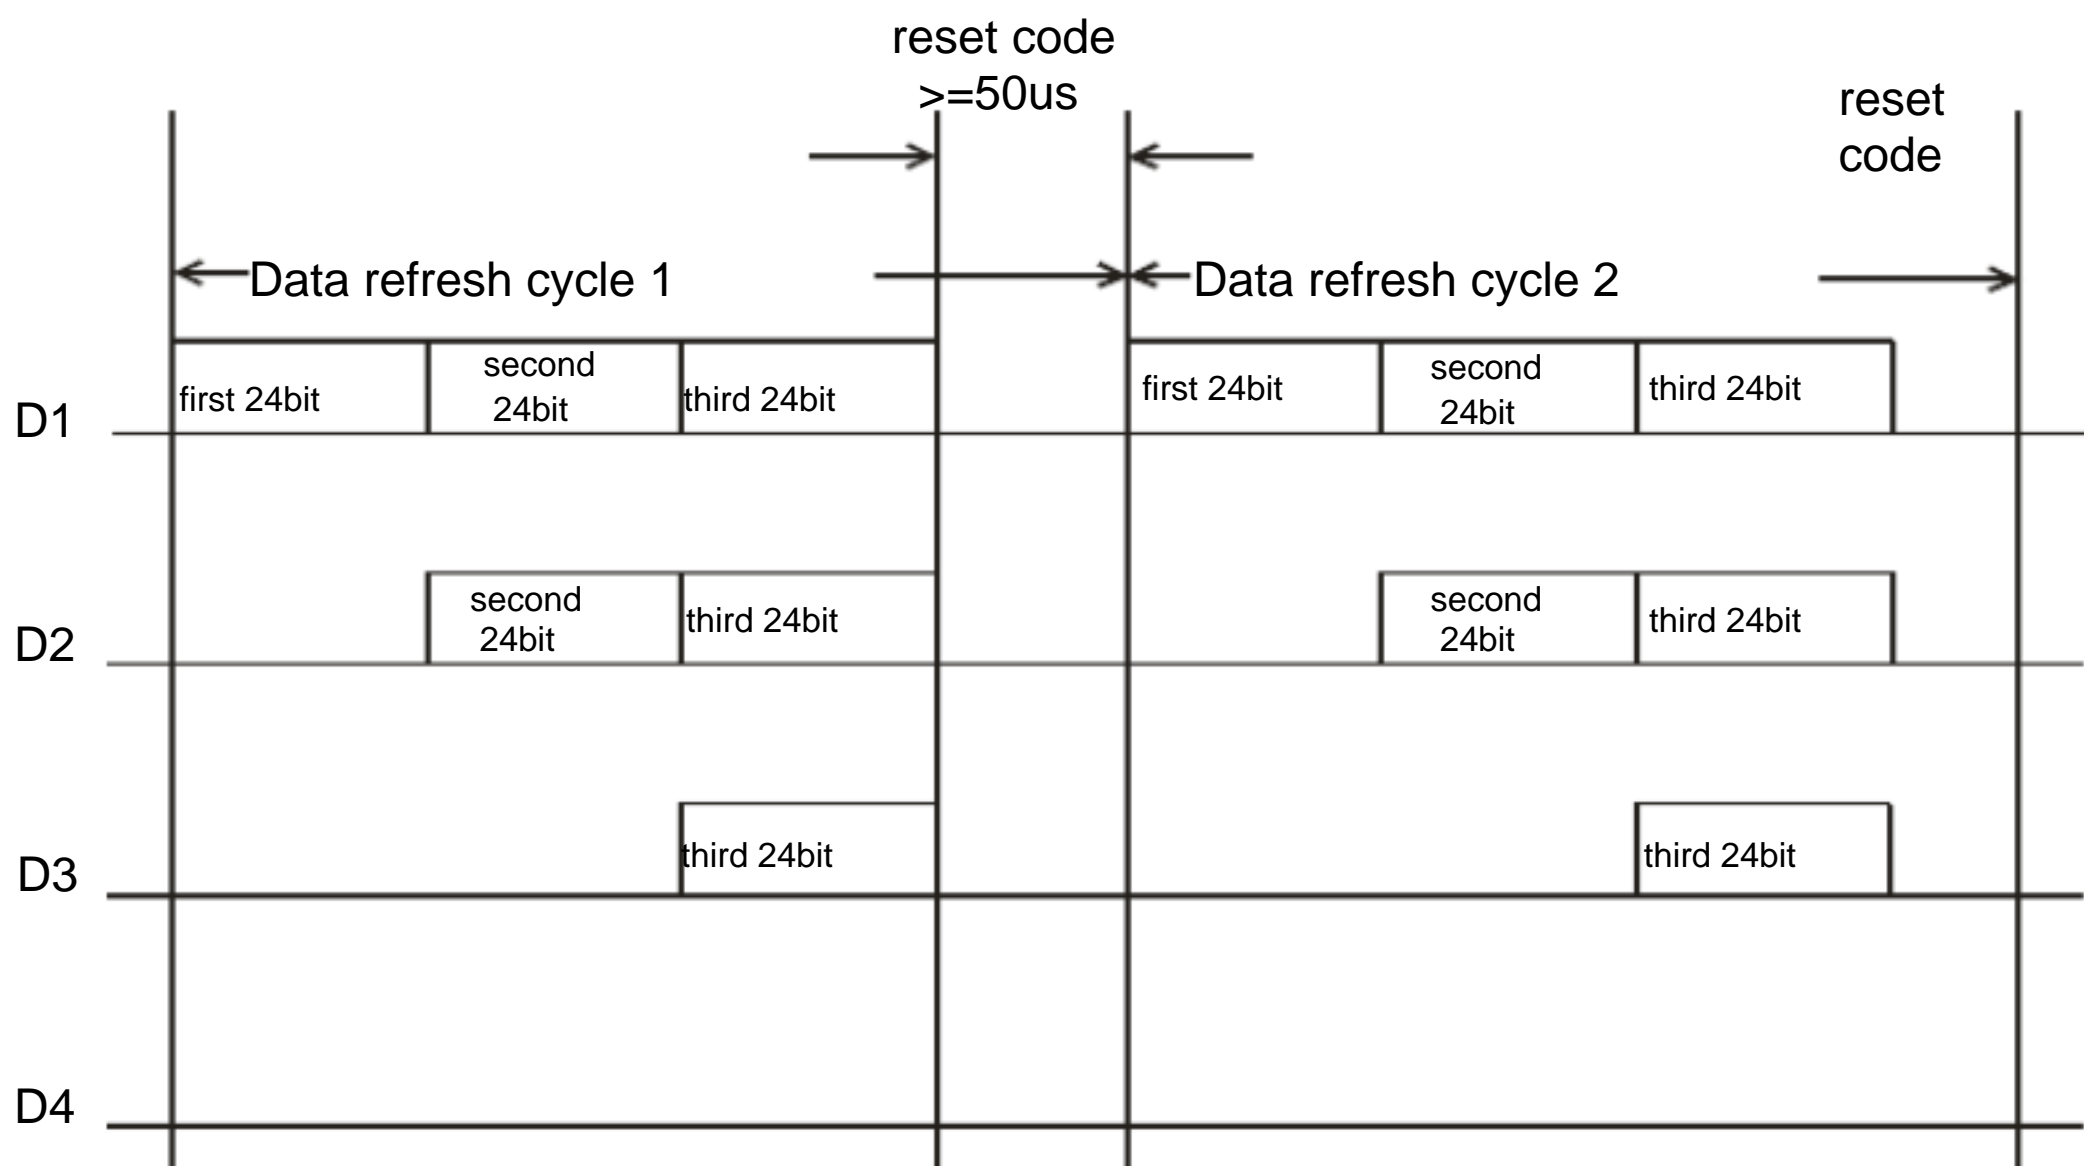 reset code
>=50us
reset
code
Data refresh cycle 1
Data refresh cycle 2
D1
first 24bit
second
24bit
third 24bit
first 24bit
second
24bit
third 24bit
D2
second
24bit
third 24bit
second
24bit
third 24bit
D3
third 24bit
third 24bit
D4